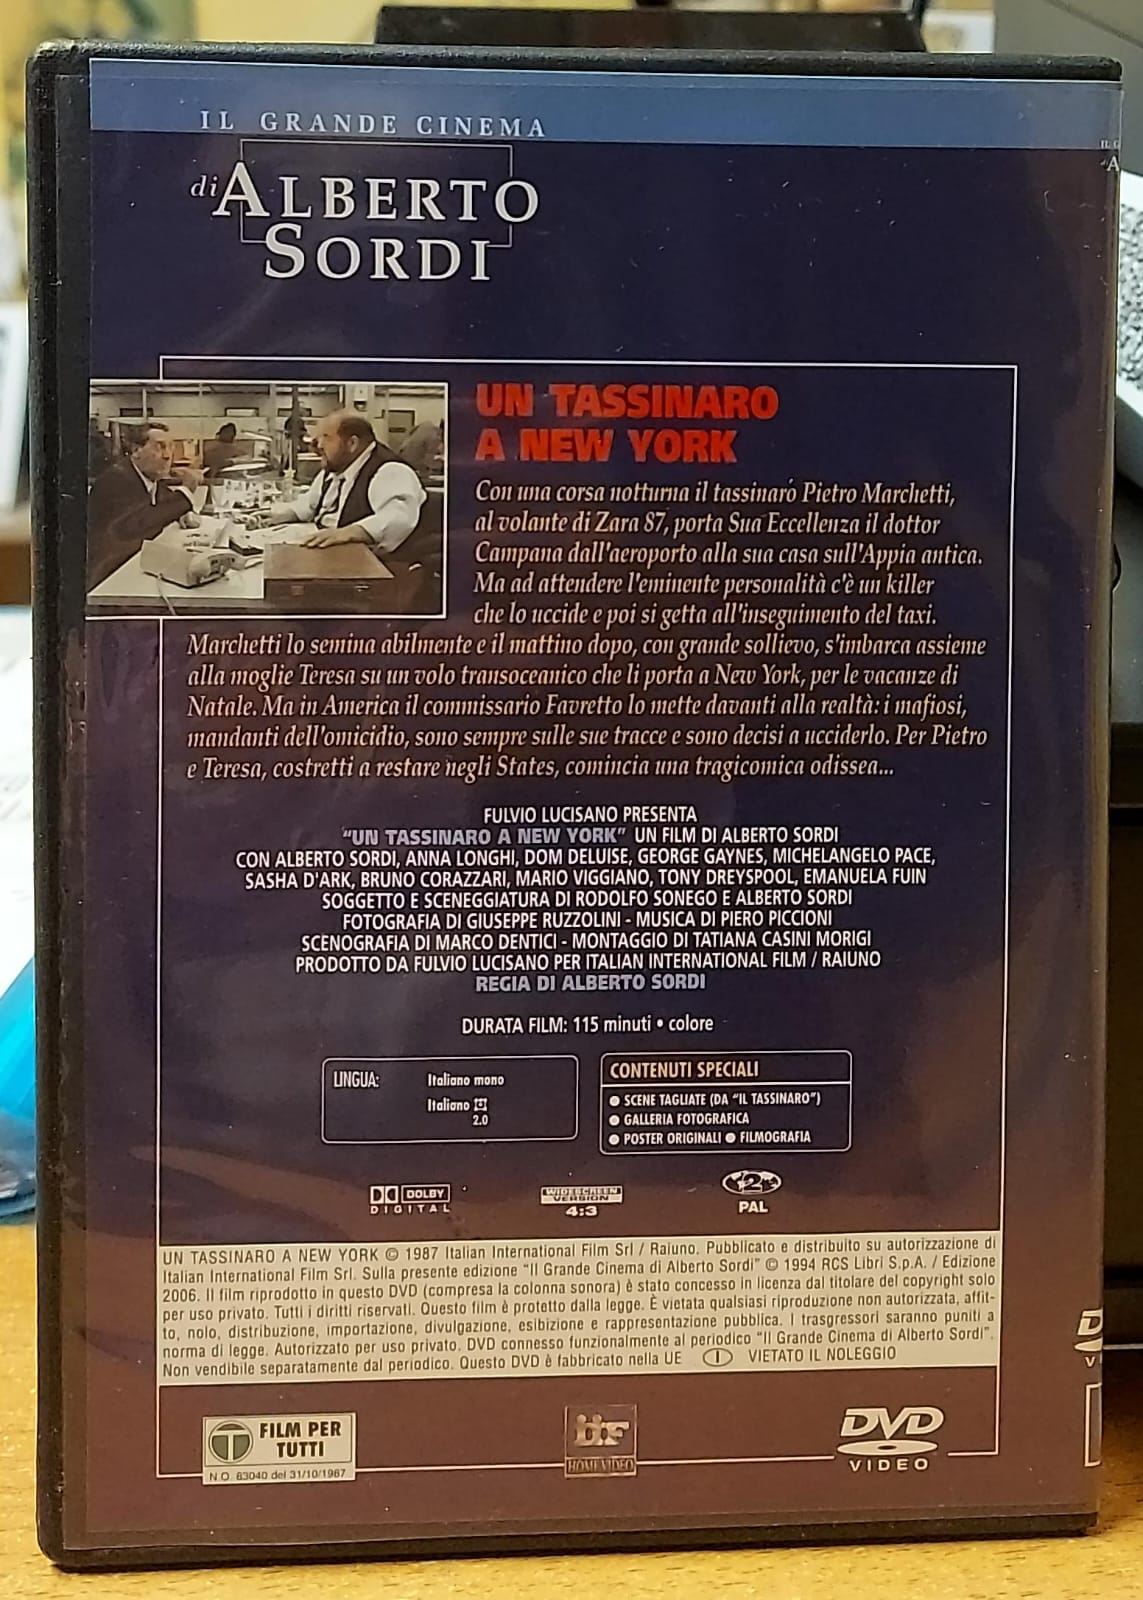 IL GRANDE CINEMA
di ALBERTO
SORDI
UN TASSINARO
A NEW YORK
Con una corsa notturna il tassinaro Pietro Marchetti,
al volante di Zara 87, porta Sua Eccellenza il dottor
Campana dall'aeroporto alla sua casa sull'Appia antica.
Ma ad attendere l'eminente personalità c'è un killer
che lo uccide e poi si getta all'inseguimento del taxi.
Marchetti lo semina abilmente e il mattino dopo, con grande sollievo, s'imbarca assieme
alla moglie Teresa su un volo transoceanico che li porta a New York, per le vacanze di
Natale. Ma in America il commissario Favretto lo mette davanti alla realtà: i mafiosi,
mandanti dell'omicidio, sono sempre sulle sue tracce e sono decisi a ucciderlo. Per Pietro
e Teresa, costretti a restare negli States, comincia una tragicomica odissea...
FULVIO LUCISANO PRESENTA
"UN TASSINARO A NEW YORK" UN FILM DI ALBERTO SORDI
CON ALBERTO SORDI, ANNA LONGHI, DOM DELUISE, GEORGE GAYNES, MICHELANGELO PACE,
SASHA D'ARK, BRUNO CORAZZARI, MARIO VIGGIANO, TONY DREYSPOOL, EMANUELA FUIN
SOGGETTO E SCENEGGIATURA DI RODOLFO SONEGO E ALBERTO SORDI
FOTOGRAFIA DI GIUSEPPE RUZZOLINI - MUSICA DI PIERO PICCIONI
SCENOGRAFIA DI MARCO DENTICI - MONTAGGIO DI TATIANA CASINI MORIGI
PRODOTTO DA FULVIO LUCISANO PER ITALIAN INTERNATIONAL FILM / RAIUNO
REGIA DI ALBERTO SORDI
DURATA FILM: 115 minuti • colore
LINGUA: Italiano mono
Italiano
2.0
CONTENUTI SPECIALI
● SCENE TAGLIATE (DA "IL TASSINARO")
● GALLERIA FOTOGRAFICA
● POSTER ORIGINALI ● FILMOGRAFIA
DOLBY
DIGITAL
WIDESCREEN
VERSION
4:3
2
PAL
UN TASSINARO A NEW YORK © 1987 Italian International Film Srl / Raiuno. Pubblicato e distribuito su autorizzazione di
Italian International Film Srl. Sulla presente edizione "Il Grande Cinema di Alberto Sordi" © 1994 RCS Libri S.p.A. / Edizione
2006. Il film riprodotto in questo DVD (compresa la colonna sonora) è stato concesso in licenza dal titolare del copyright solo
per uso privato. Tutti i diritti riservati. Questo film è protetto dalla legge. È vietata qualsiasi riproduzione non autorizzata, affit-
to, nolo, distribuzione, importazione, divulgazione, esibizione e rappresentazione pubblica. I trasgressori saranno puniti a
norma di legge. Autorizzato per uso privato. DVD connesso funzionalmente al periodico "Il Grande Cinema di Alberto Sordi".
Non vendibile separatamente dal periodico. Questo DVD è fabbricato nella UE I VIETATO IL NOLEGGIO
T FILM PER
TUTTI
N.O. 83040 del 31/10/1987
iif
HOME VIDEO
DVD
VIDEO